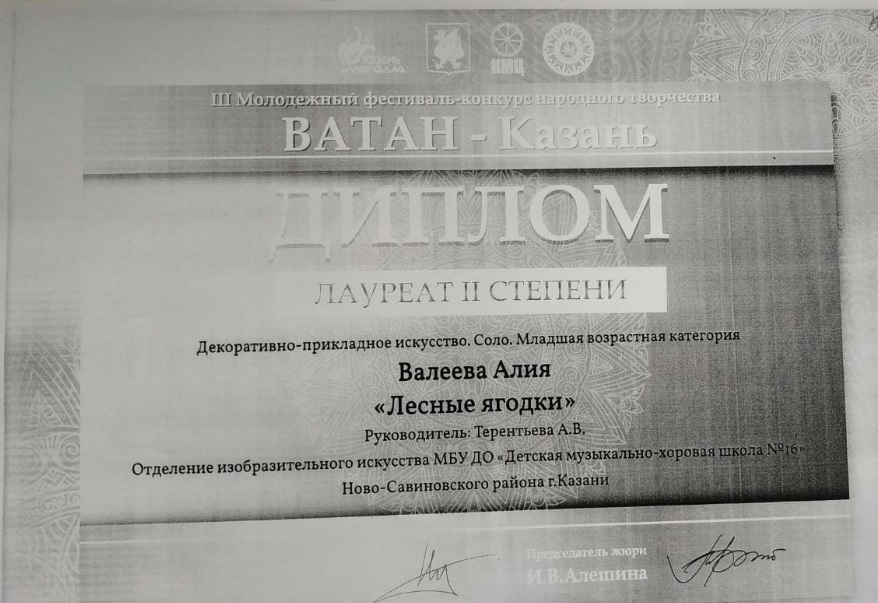 Казань
НМЦ
III Молодежный фестиваль-конкурс народного творчества
ВАТАН - Казань
ДИПЛОМ
ЛАУРЕАТ II СТЕПЕНИ
Декоративно-прикладное искусство. Соло. Младшая возрастная категория
Валеева Алия
«Лесные ягодки»
Руководитель: Терентьева А.В.
Отделение изобразительного искусства МБУ ДО «Детская музыкально-хоровая школа №16»
Ново-Савиновского района г.Казани
Председатель жюри
И.В.Алешина